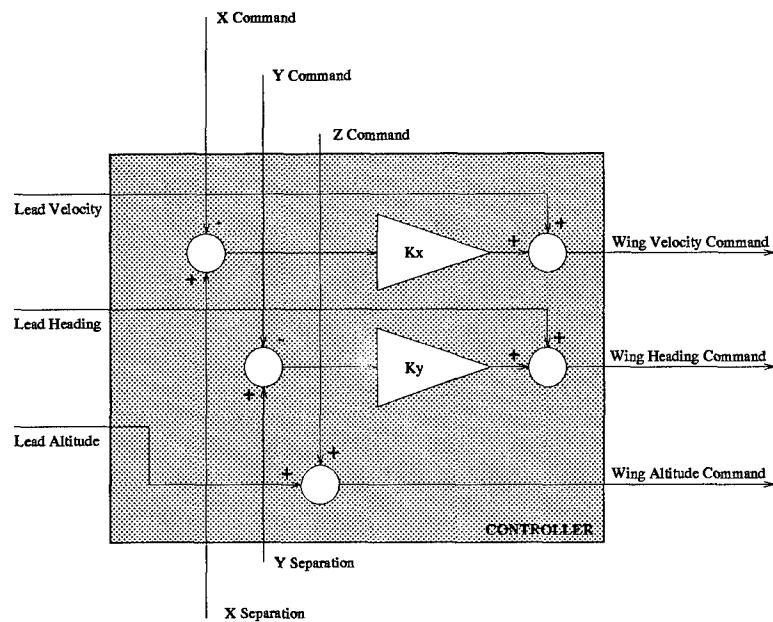 X Command
Y Command
Z Command
Lead Velocity
-
+
+
+
Kx
Wing Velocity Command
Lead Heading
-
+
+
+
Ky
Wing Heading Command
Lead Altitude
+
+
Wing Altitude Command
CONTROLLER
Y Separation
X Separation